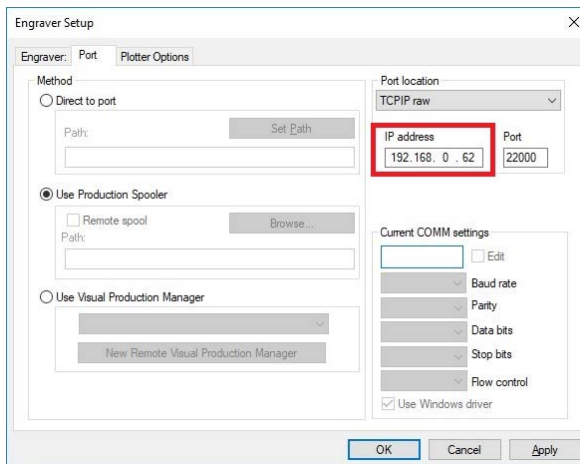 Engraver Setup
Engraver: Port Plotter Options
Method
Direct to port
Path:
Set Path
Use Production Spooler
Remote spool
Browse...
Path:
Use Visual Production Manager
New Remote Visual Production Manager
Port location
TCPIP raw
IP address Port
192.168. 0 . 62 22000
Current COMM settings
Edit
Baud rate
Parity
Data bits
Stop bits
Flow control
Use Windows driver
OK Cancel Apply